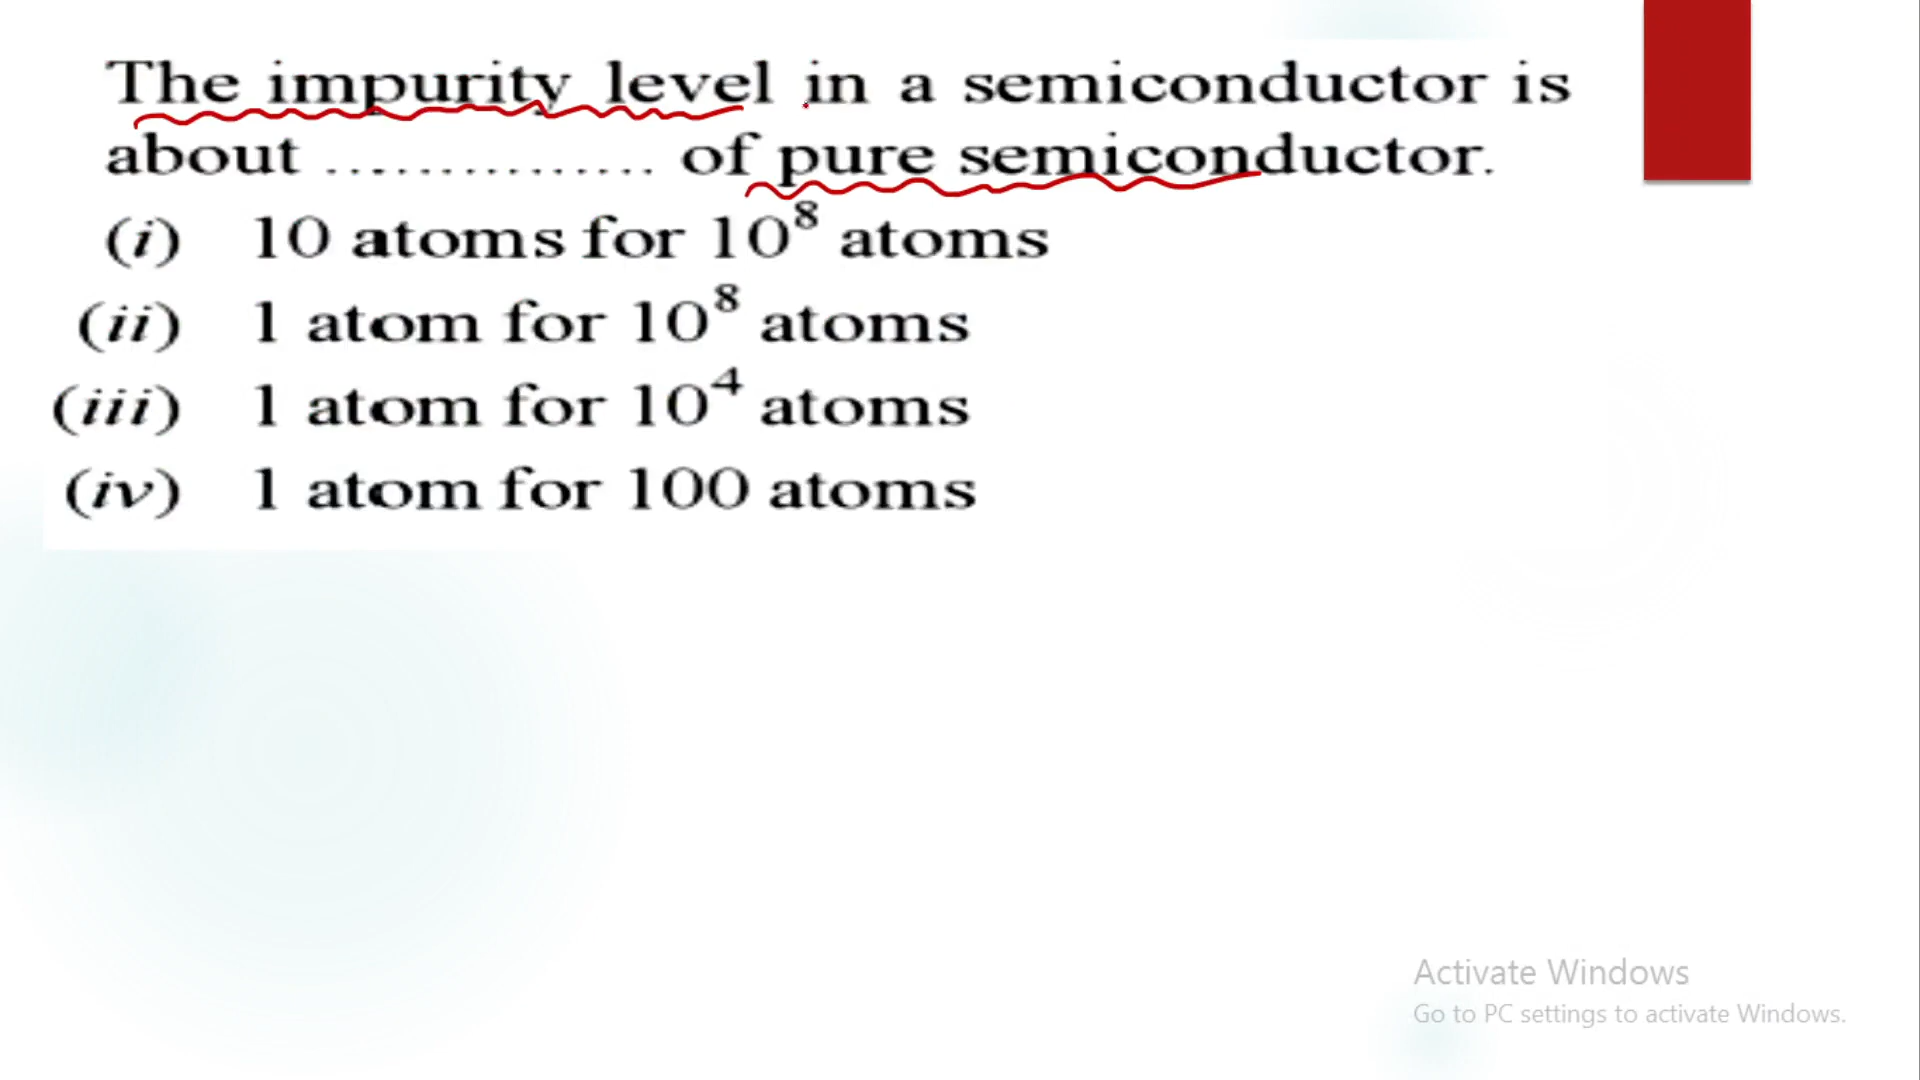 The impurity level in a semiconductor is
about ............... of pure semiconductor.
(i) 10 atoms for 10⁸ atoms
(ii) 1 atom for 10⁸ atoms
(iii) 1 atom for 10⁴ atoms
(iv) 1 atom for 100 atoms
Activate Windows
Go to PC settings to activate Windows.